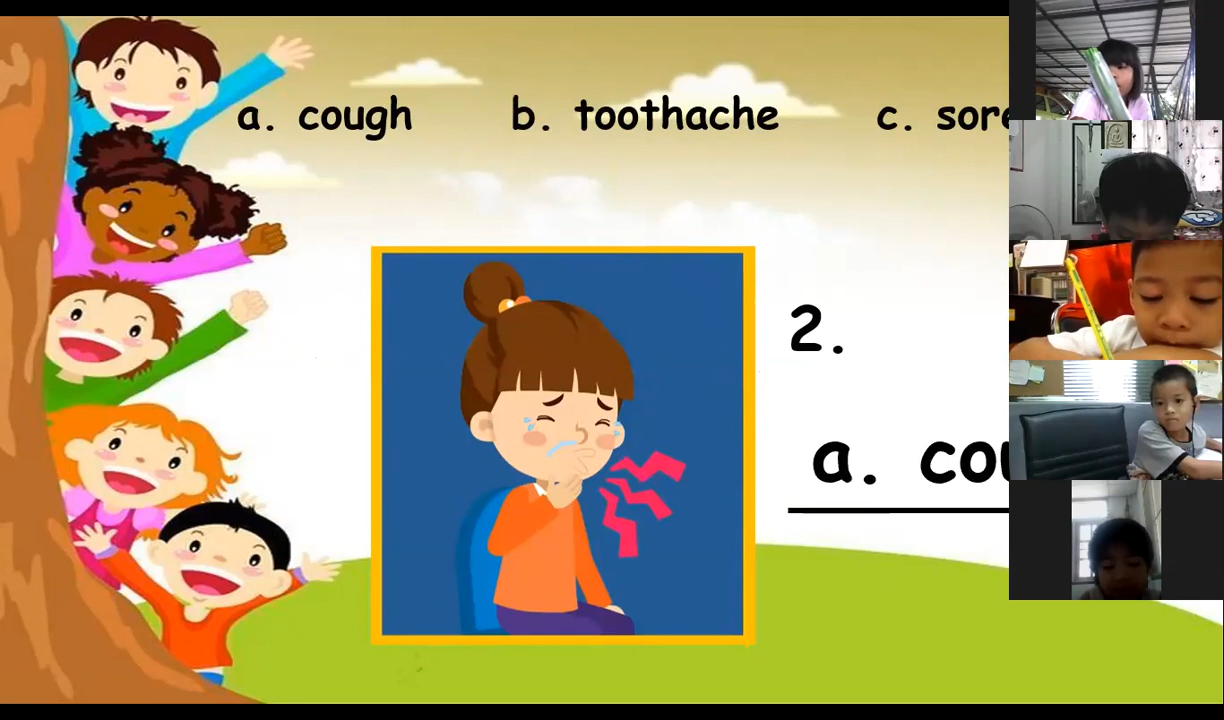 a. cough b. toothache c. sore
2.
a. cou